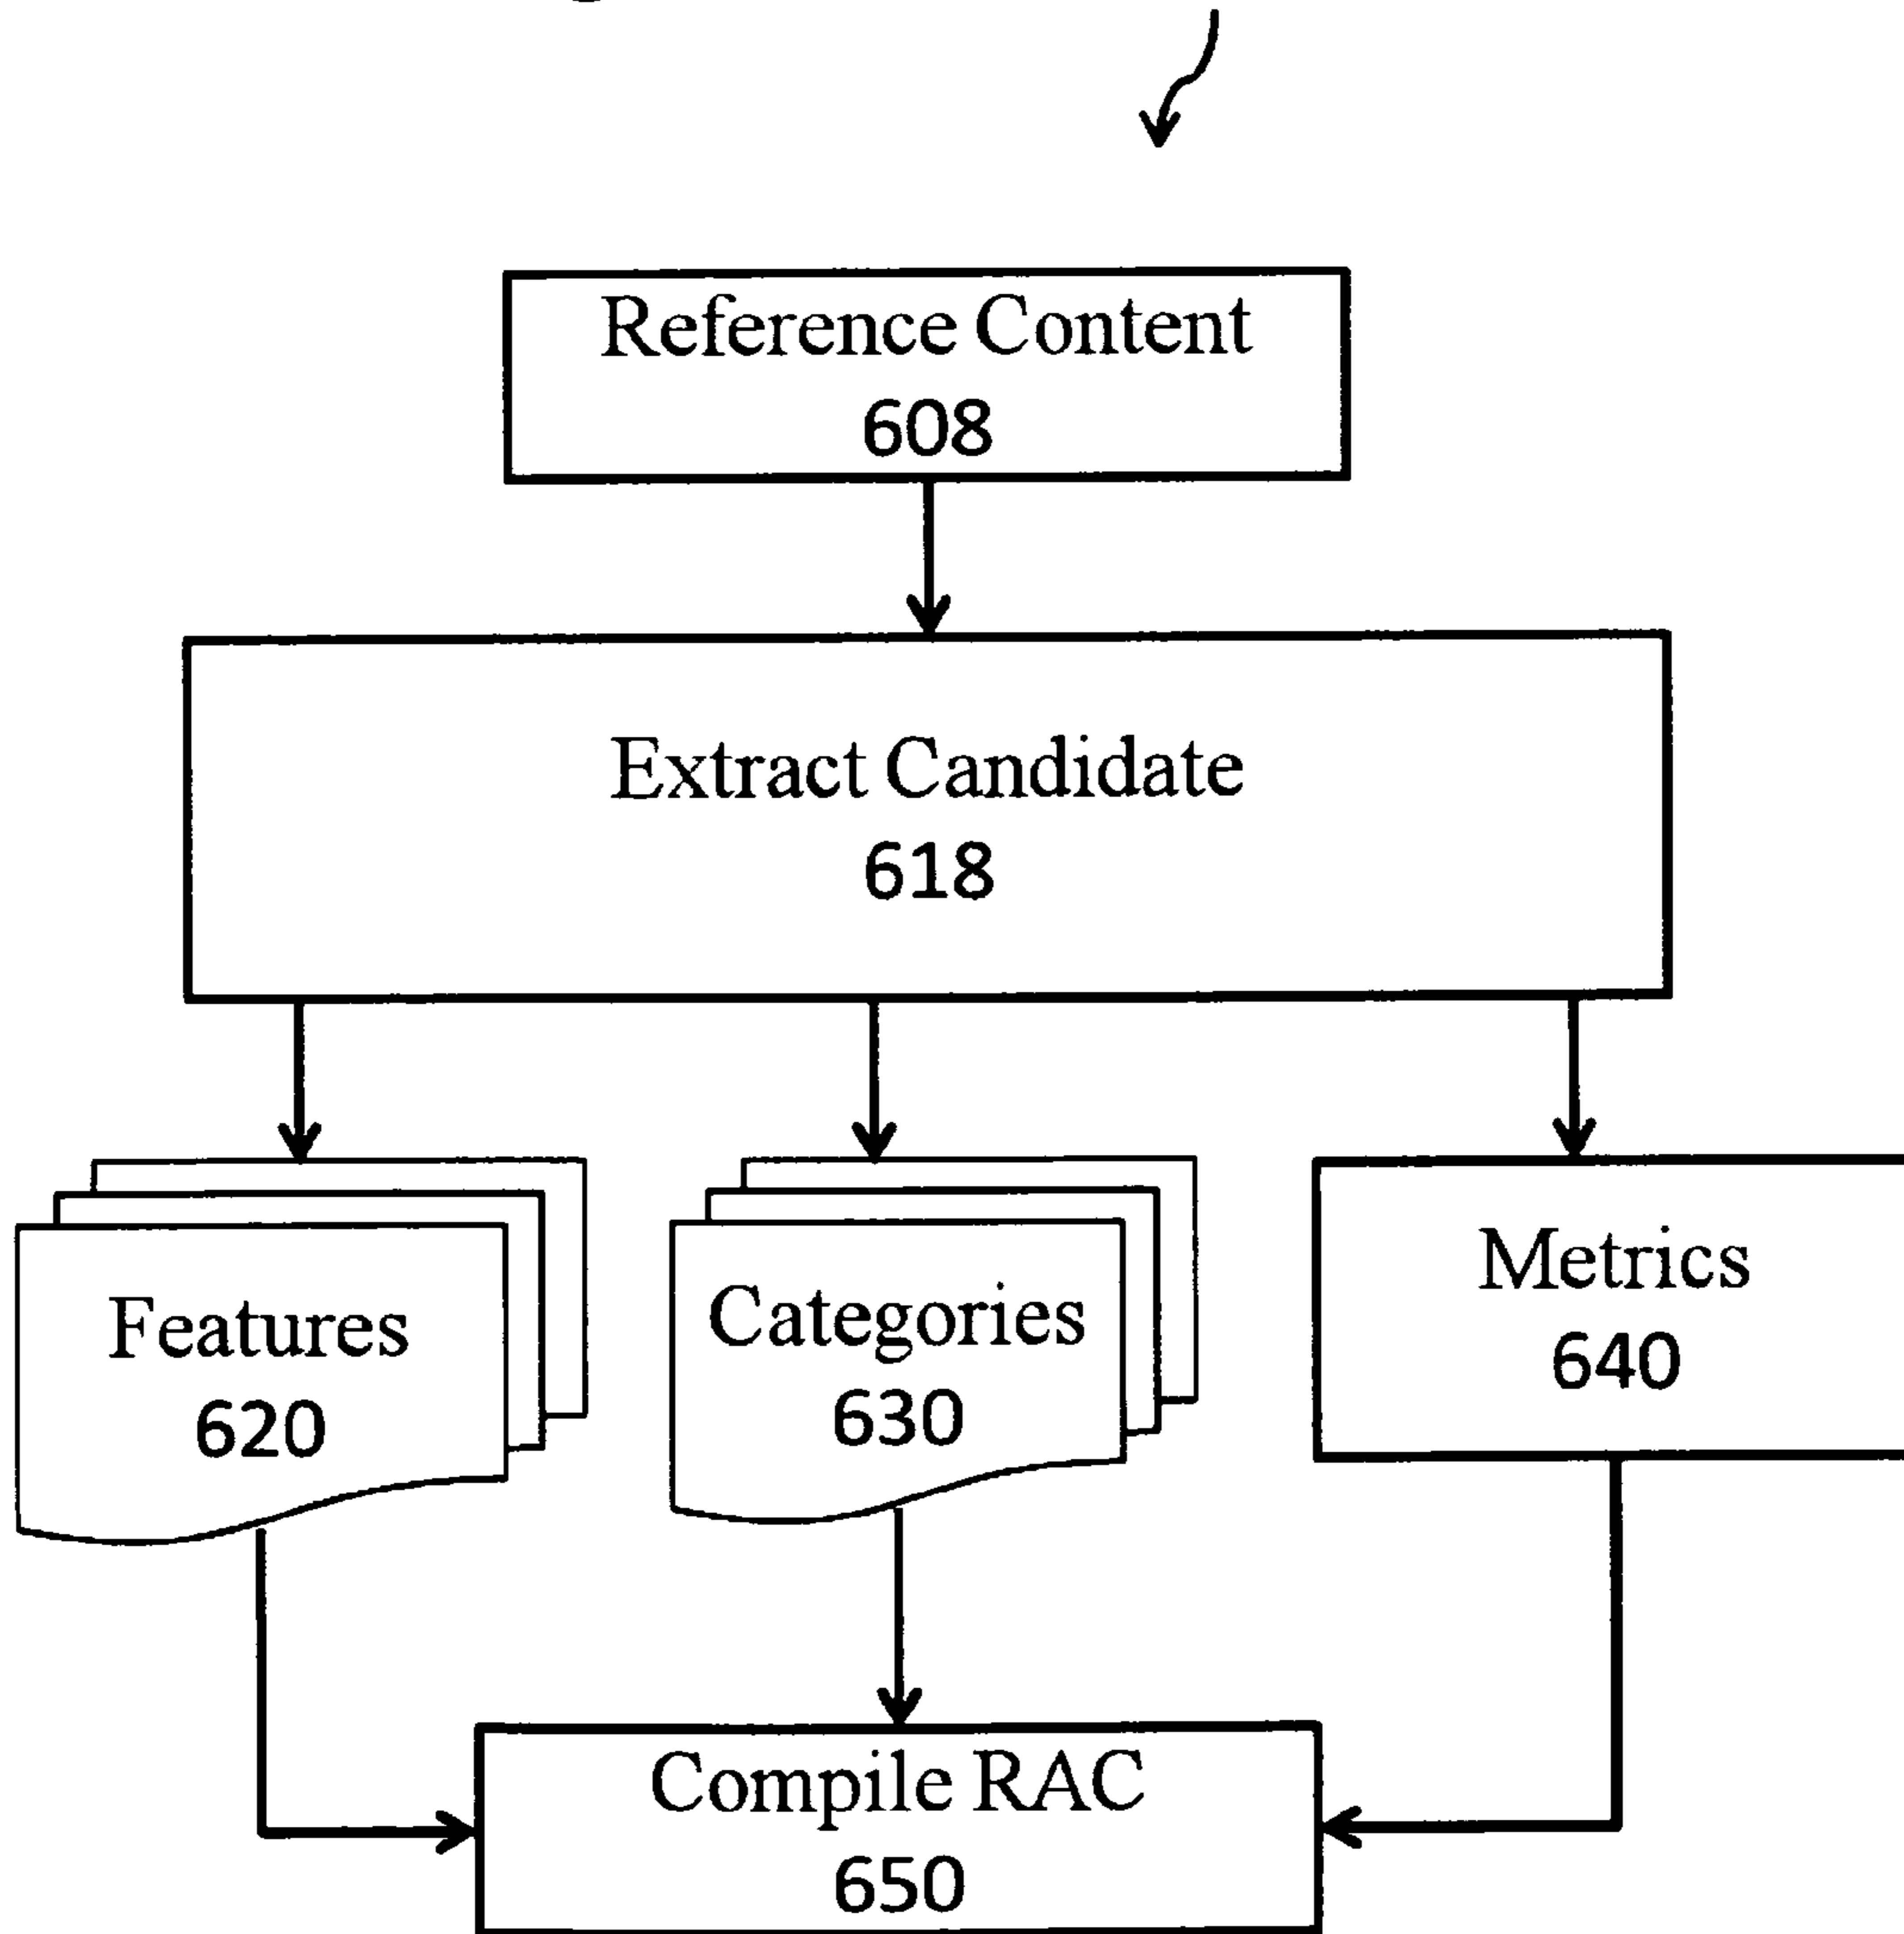 Reference Content
608
Extract Candidate
618
Features
620
Categories
630
Metrics
640
Compile RAC
650